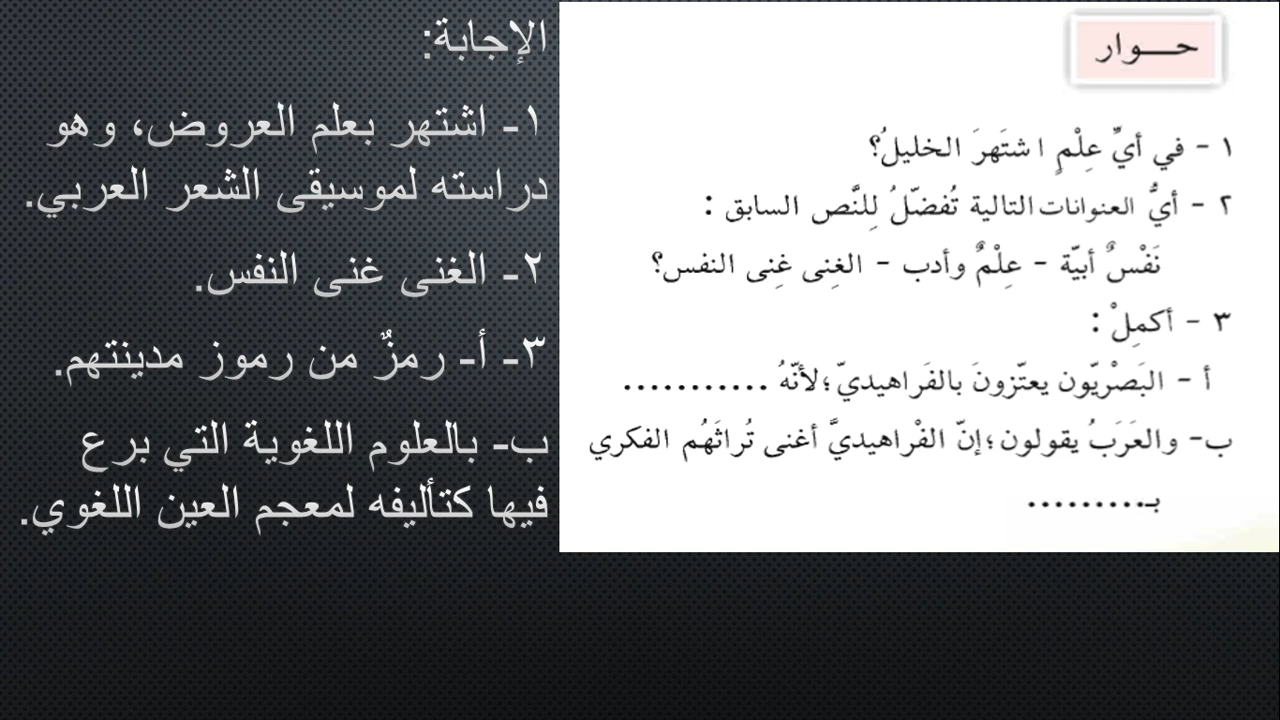 حـــوار
١ - في أيِّ عِلْمٍ اشتَهرَ الخليلُ؟
٢ - أيُّ العنوانات التالية تُفضّلُ لِلنَّص السابق :
نَفْسٌ أبيّة - عِلْمٌ وأدب - الغِنى غِنى النفس؟
٣ - أكمِلْ :
أ - البَصْريّون يعتّزونَ بالفَراهيديّ؛لأنّهُ ...........
ب- والعَرَبُ يقولون؛إنّ الفْراهيديَّ أغنى تُراثَهُم الفكري
بـ.........
الإجابة:
١- اشتهر بعلم العروض، وهو
دراسته لموسيقى الشعر العربي.
٢- الغنى غنى النفس.
٣- أ- رمزٌ من رموز مدينتهم.
ب- بالعلوم اللغوية التي برع
فيها كتأليفه لمعجم العين اللغوي.